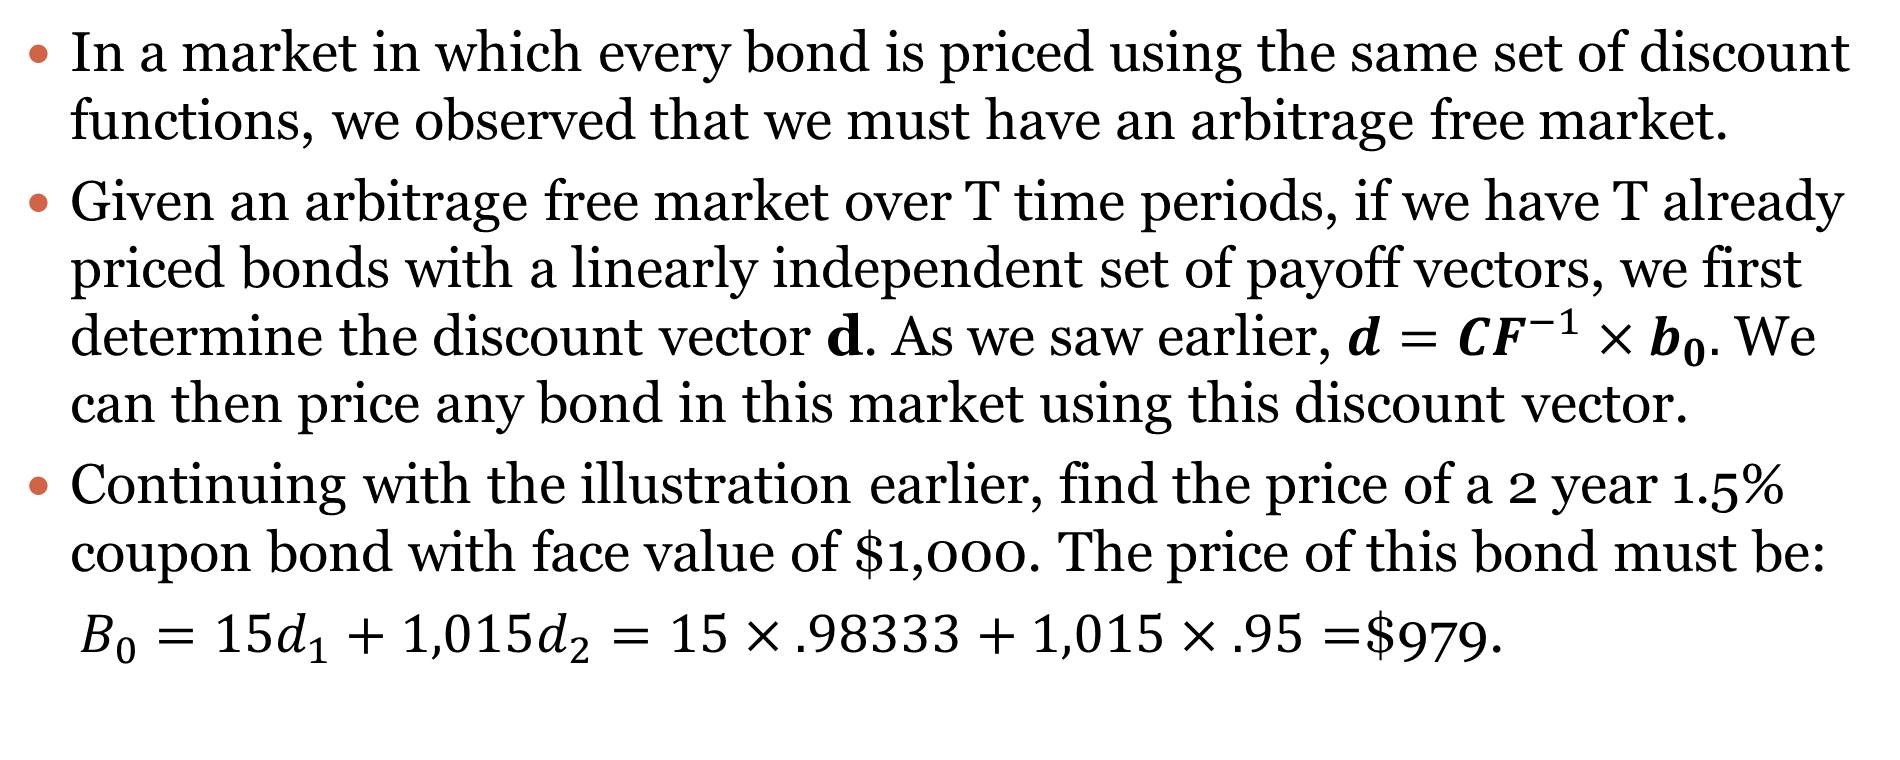 • In a market in which every bond is priced using the same set of discount
functions, we observed that we must have an arbitrage free market.
• Given an arbitrage free market over T time periods, if we have T already
priced bonds with a linearly independent set of payoff vectors, we first
determine the discount vector d. As we saw earlier, d = CF⁻¹ × b₀. We
can then price any bond in this market using this discount vector.
• Continuing with the illustration earlier, find the price of a 2 year 1.5%
coupon bond with face value of $1,000. The price of this bond must be:
B₀ = 15d₁ + 1,015d₂ = 15 × .98333 + 1,015 × .95 =$979.